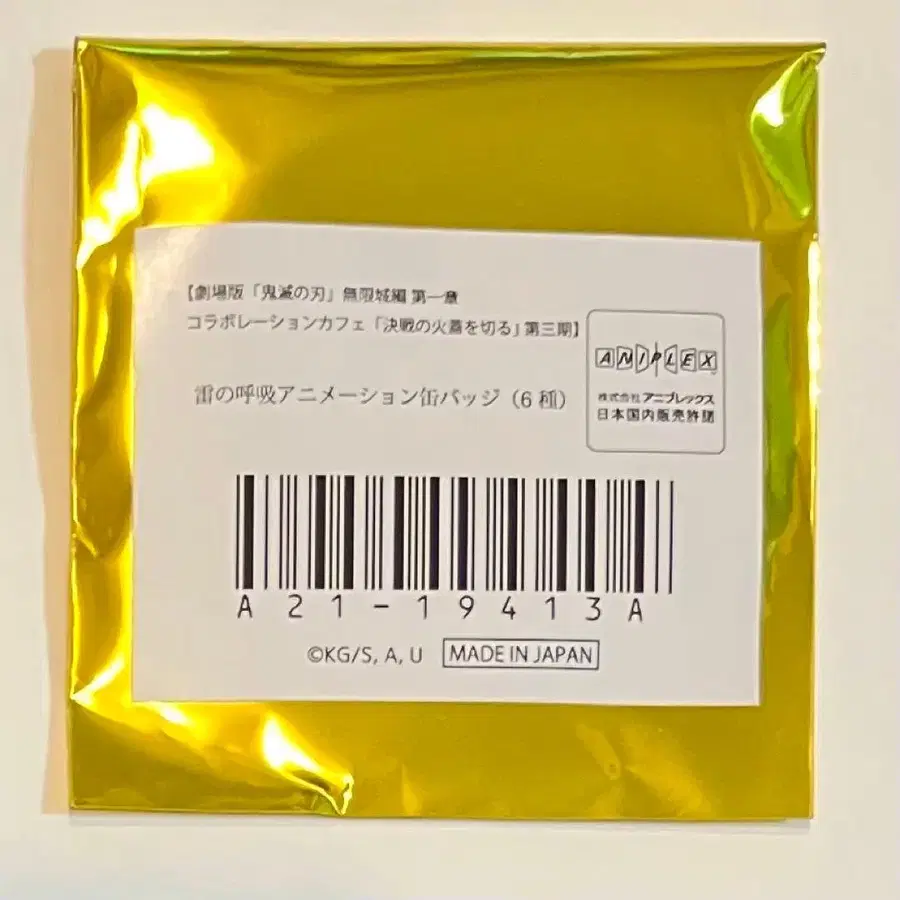 【劇場版「鬼滅の刃」無限城編 第一章
コラボレーションカフェ「決戦の火蓋を切る」第三期】
雷の呼吸アニメーション缶バッジ（6種）
ANIPLEX
株式会社アニプレックス
日本国内販売許諾
A21-19413A
©KG/S, A, U
MADE IN JAPAN